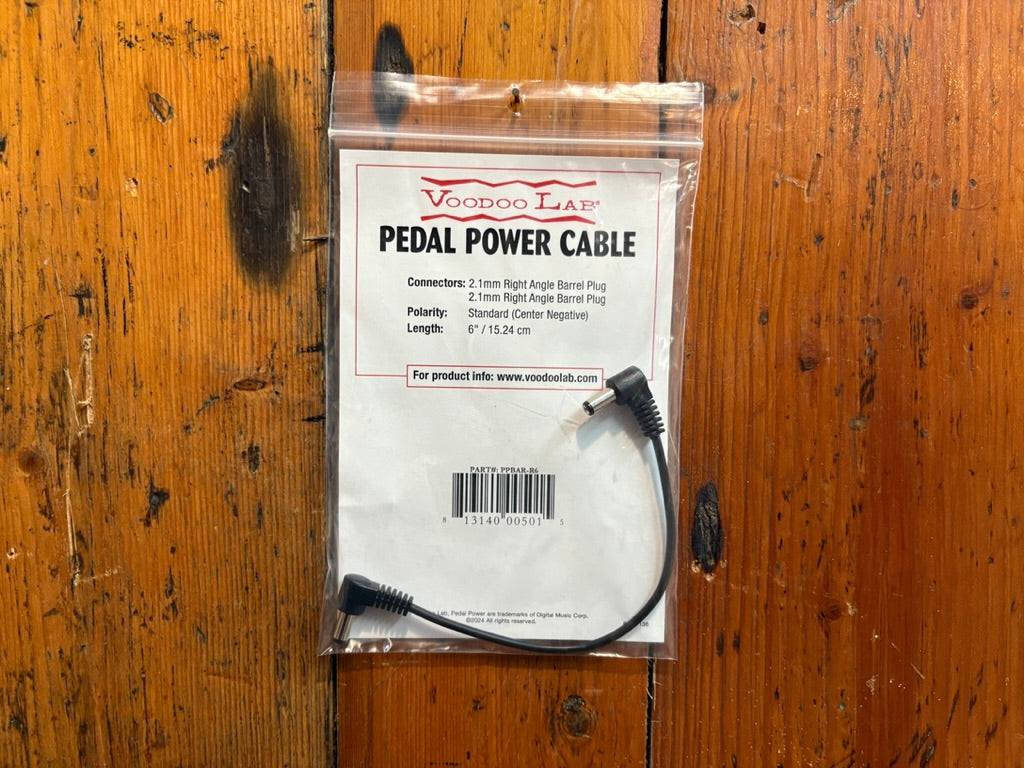 VOODOO LAB®
PEDAL POWER CABLE
Connectors: 2.1mm Right Angle Barrel Plug
2.1mm Right Angle Barrel Plug
Polarity: Standard (Center Negative)
Length: 6" / 15.24 cm
For product info: www.voodoolab.com
PART#: PPBAR-R6
8 13140 00501 5
Lab, Pedal Power are trademarks of Digital Music Corp.
©2024 All rights reserved.